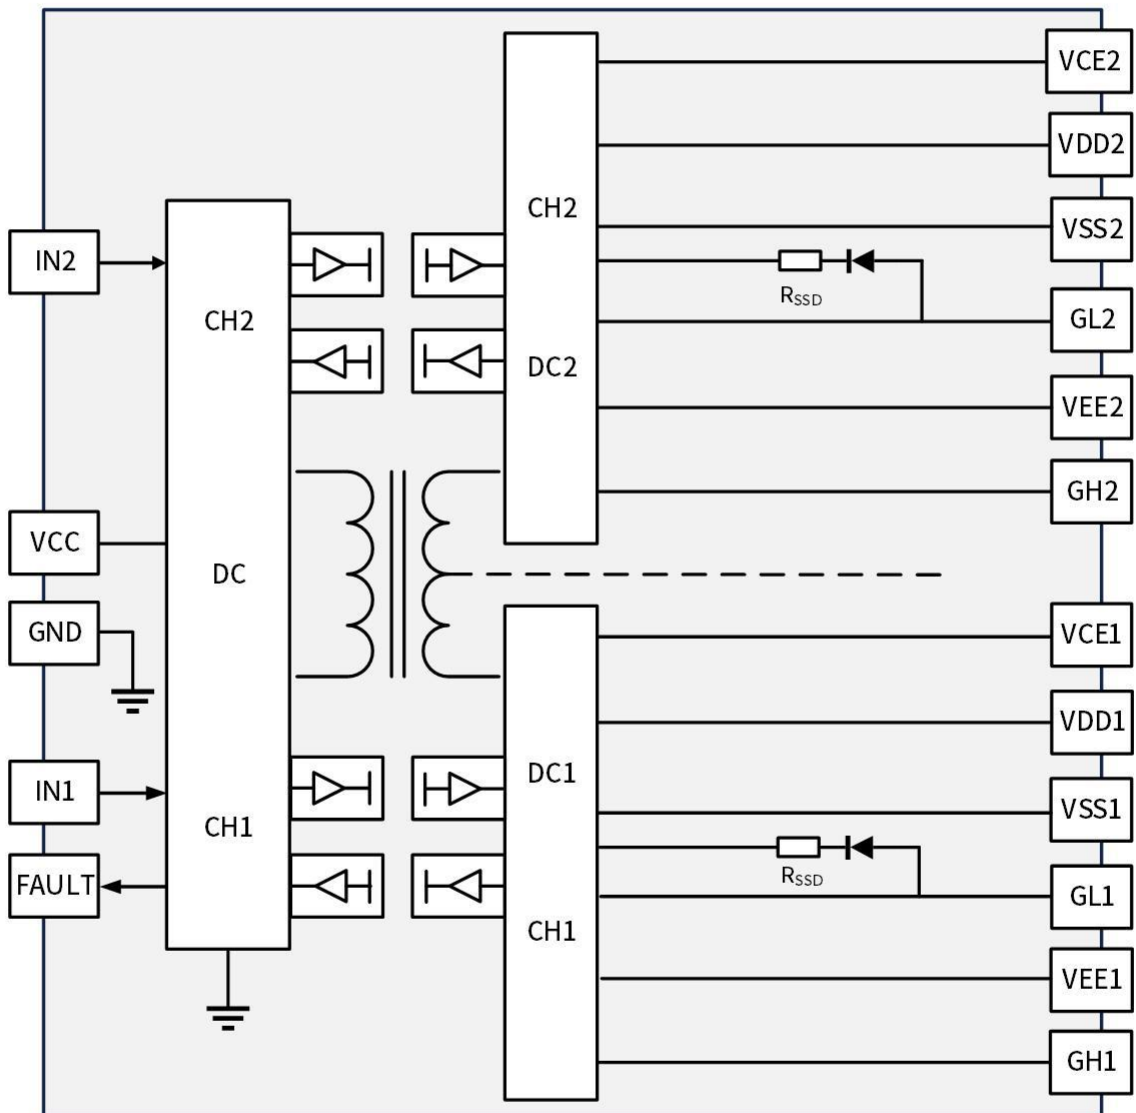 VCE2
VDD2
CH2
VSS2
IN2
RSSD
CH2
GL2
DC2
VEE2
GH2
VCC
DC
GND
VCE1
VDD1
DC1
IN1
VSS1
CH1
RSSD
FAULT
GL1
CH1
VEE1
GH1